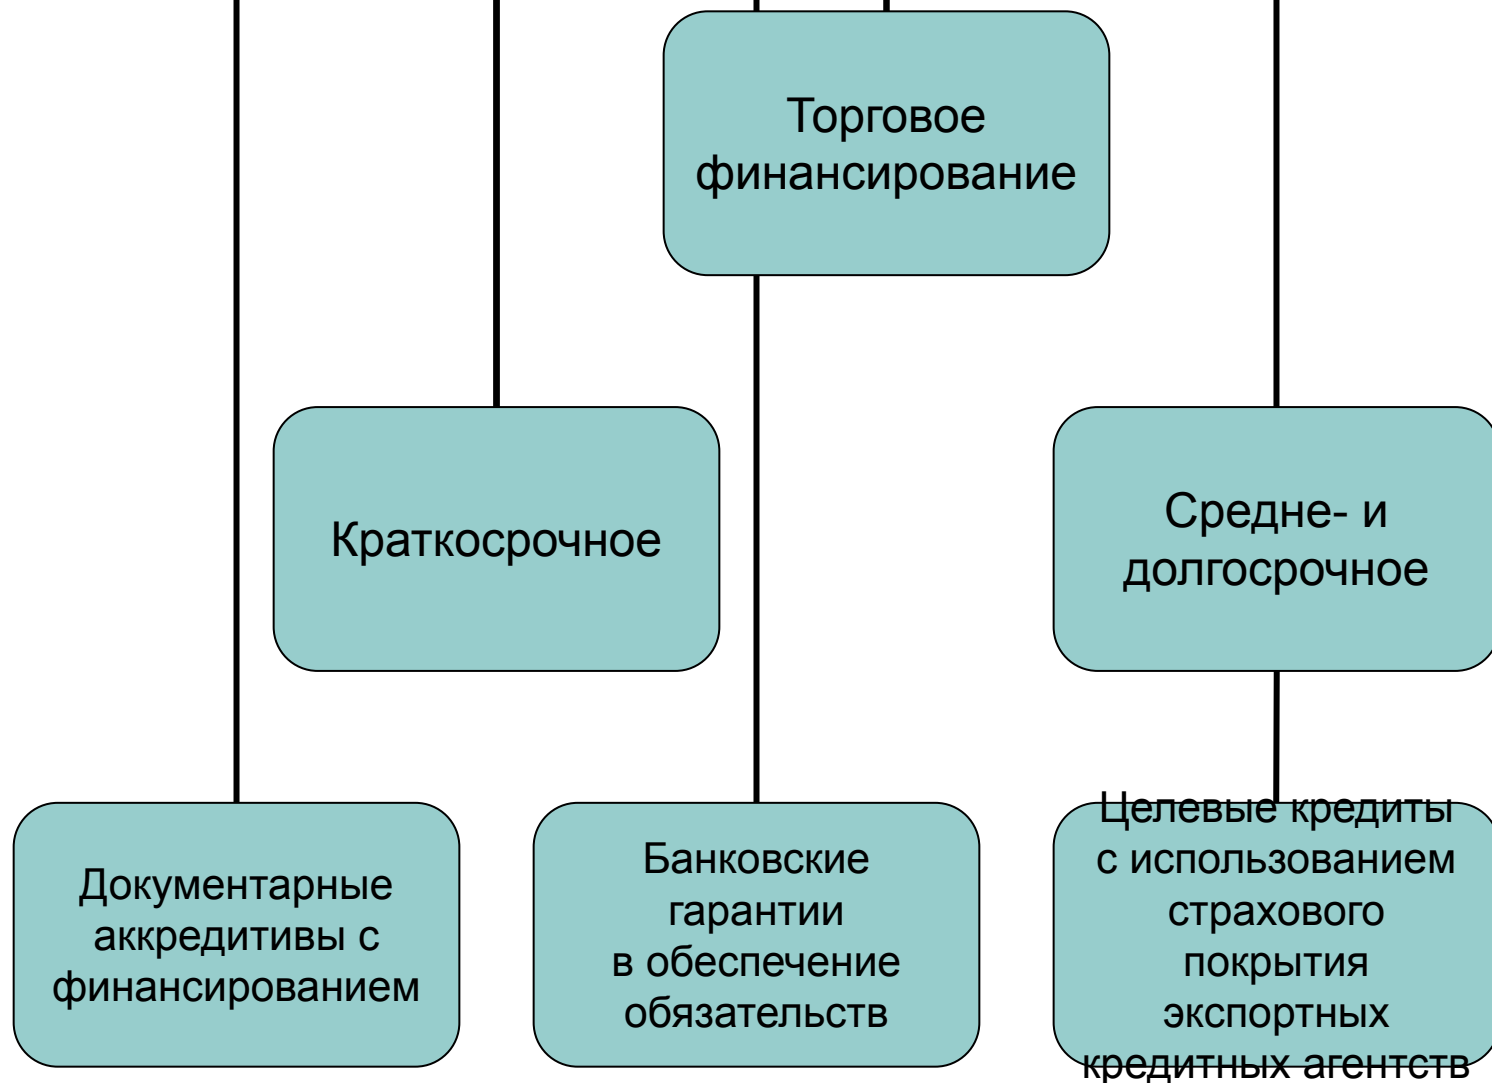 Торговое
финансирование
Краткосрочное
Средне- и
долгосрочное
Документарные
аккредитивы с
финансированием
Банковские
гарантии
в обеспечение
обязательств
Целевые кредиты
с использованием
страхового
покрытия
экспортных
кредитных агентств